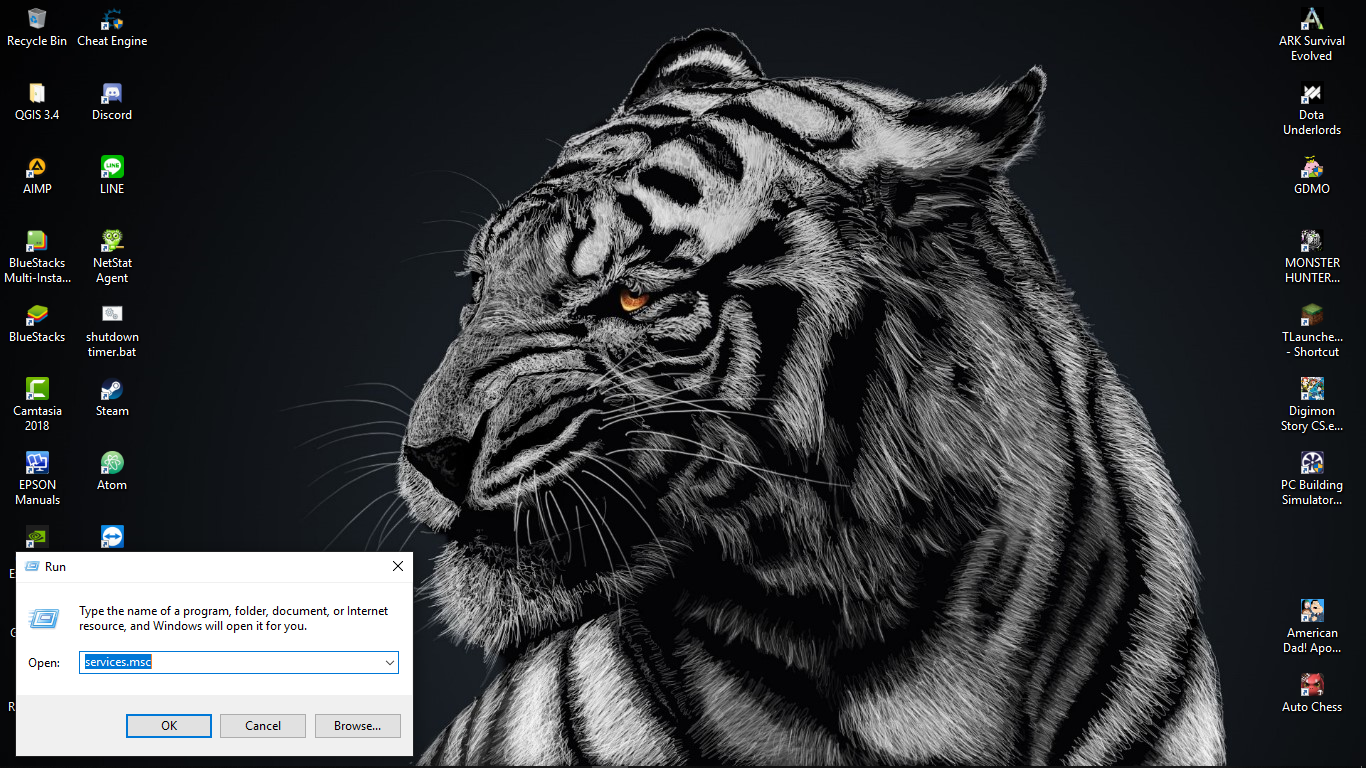 Recycle Bin
Cheat Engine
QGIS 3.4
Discord
AIMP
LINE
BlueStacks
Multi-Insta...
NetStat
Agent
BlueStacks
shutdown
timer.bat
Camtasia
2018
Steam
EPSON
Manuals
Atom
ARK Survival
Evolved
Dota
Underlords
GDMO
MONSTER
HUNTER...
TLaunche...
- Shortcut
Digimon
Story CS.e...
PC Building
Simulator...
American
Dad! Apo...
Auto Chess
Run
Type the name of a program, folder, document, or Internet
resource, and Windows will open it for you.
Open:
services.msc
OK
Cancel
Browse...